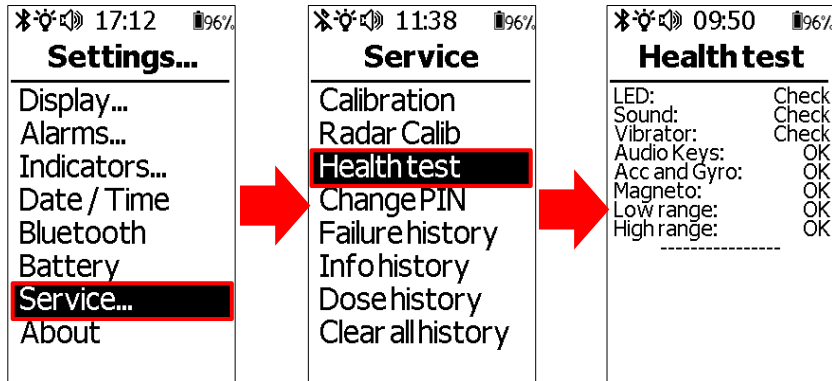 17:12 96%
Settings...
Display...
Alarms...
Indicators...
Date / Time
Bluetooth
Battery
Service...
About
11:38 96%
Service
Calibration
Radar Calib
Health test
Change PIN
Failure history
Info history
Dose history
Clear all history
09:50 96%
Health test
LED: Check
Sound: Check
Vibrator: Check
Audio Keys: OK
Acc and Gyro: OK
Magneto: OK
Low range: OK
High range: OK
---------------